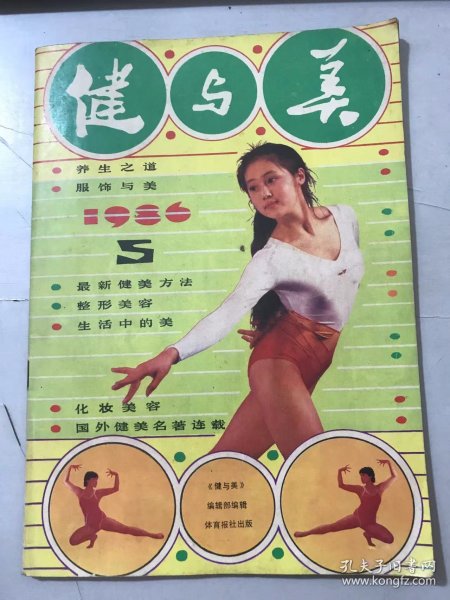 健与美
养生之道
服饰与美
1986
5
最新健美方法
整形美容
生活中的美
化妆美容
国外健美名著连载
《健与美》
编辑部编辑
体育报社出版
孔夫子旧书网
www.kongfz.com